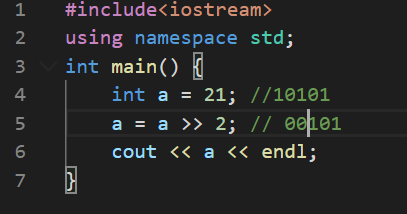 1 #include<iostream>
2 using namespace std;
3 int main() {
4 int a = 21; //10101
5 a = a >> 2; // 00101
6 cout << a << endl;
7 }